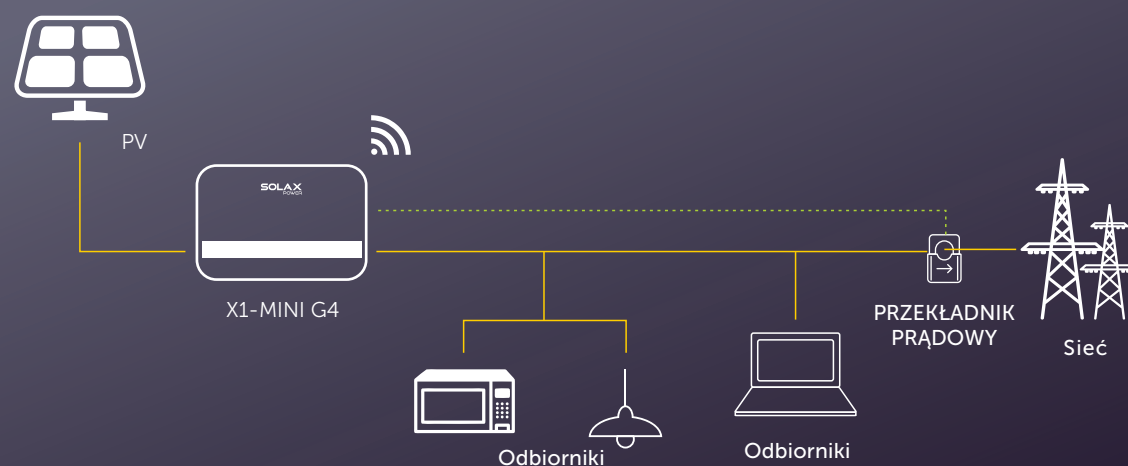 PV
SOLAX
POWER
X1-MINI G4
PRZEKŁADNIK
PRĄDOWY
Sieć
Odbiorniki
Odbiorniki